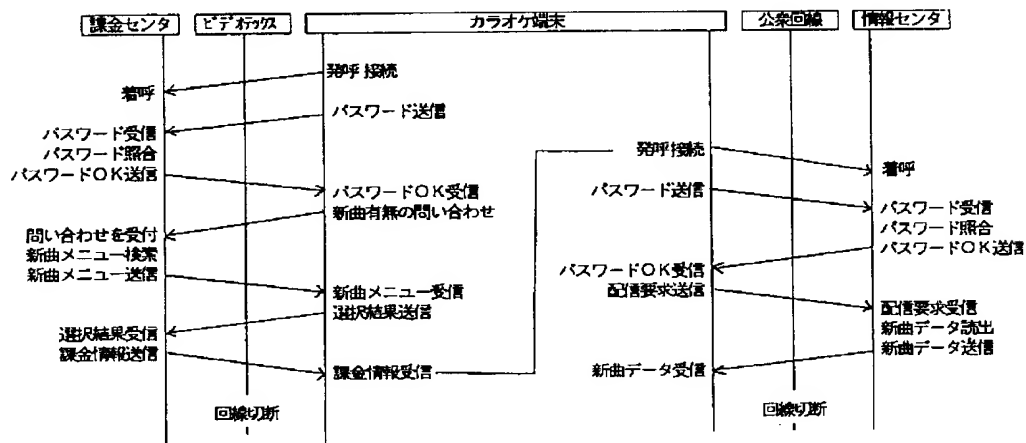 課金センタ
ビデオテックス
カラオケ端末
公衆回線
情報センタ
発呼接続
着呼
パスワード送信
パスワード受信
パスワード照合
パスワードOK送信
パスワードOK受信
新曲有無の問い合わせ
問い合わせを受付
新曲メニュー検索
新曲メニュー送信
新曲メニュー受信
選択結果送信
選択結果受信
課金情報送信
課金情報受信
回線切断
発呼接続
着呼
パスワード送信
パスワード受信
パスワード照合
パスワードOK送信
パスワードOK受信
配信要求送信
配信要求受信
新曲データ読出
新曲データ送信
新曲データ受信
回線切断